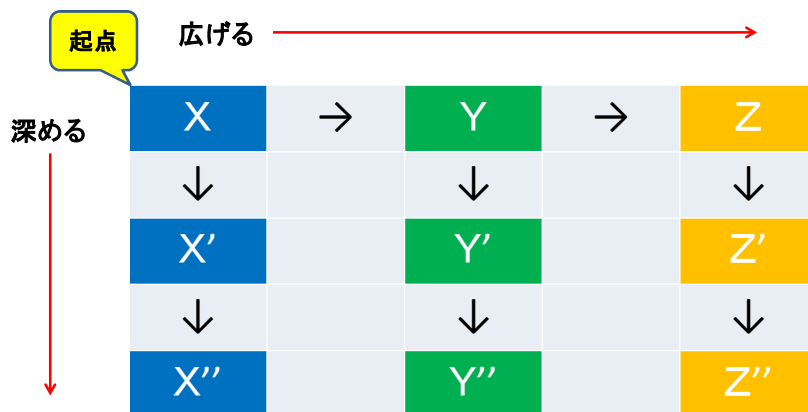 起点
広げる
深める
X → Y → Z
↓ ↓ ↓
X' Y' Z'
↓ ↓ ↓
X'' Y'' Z''